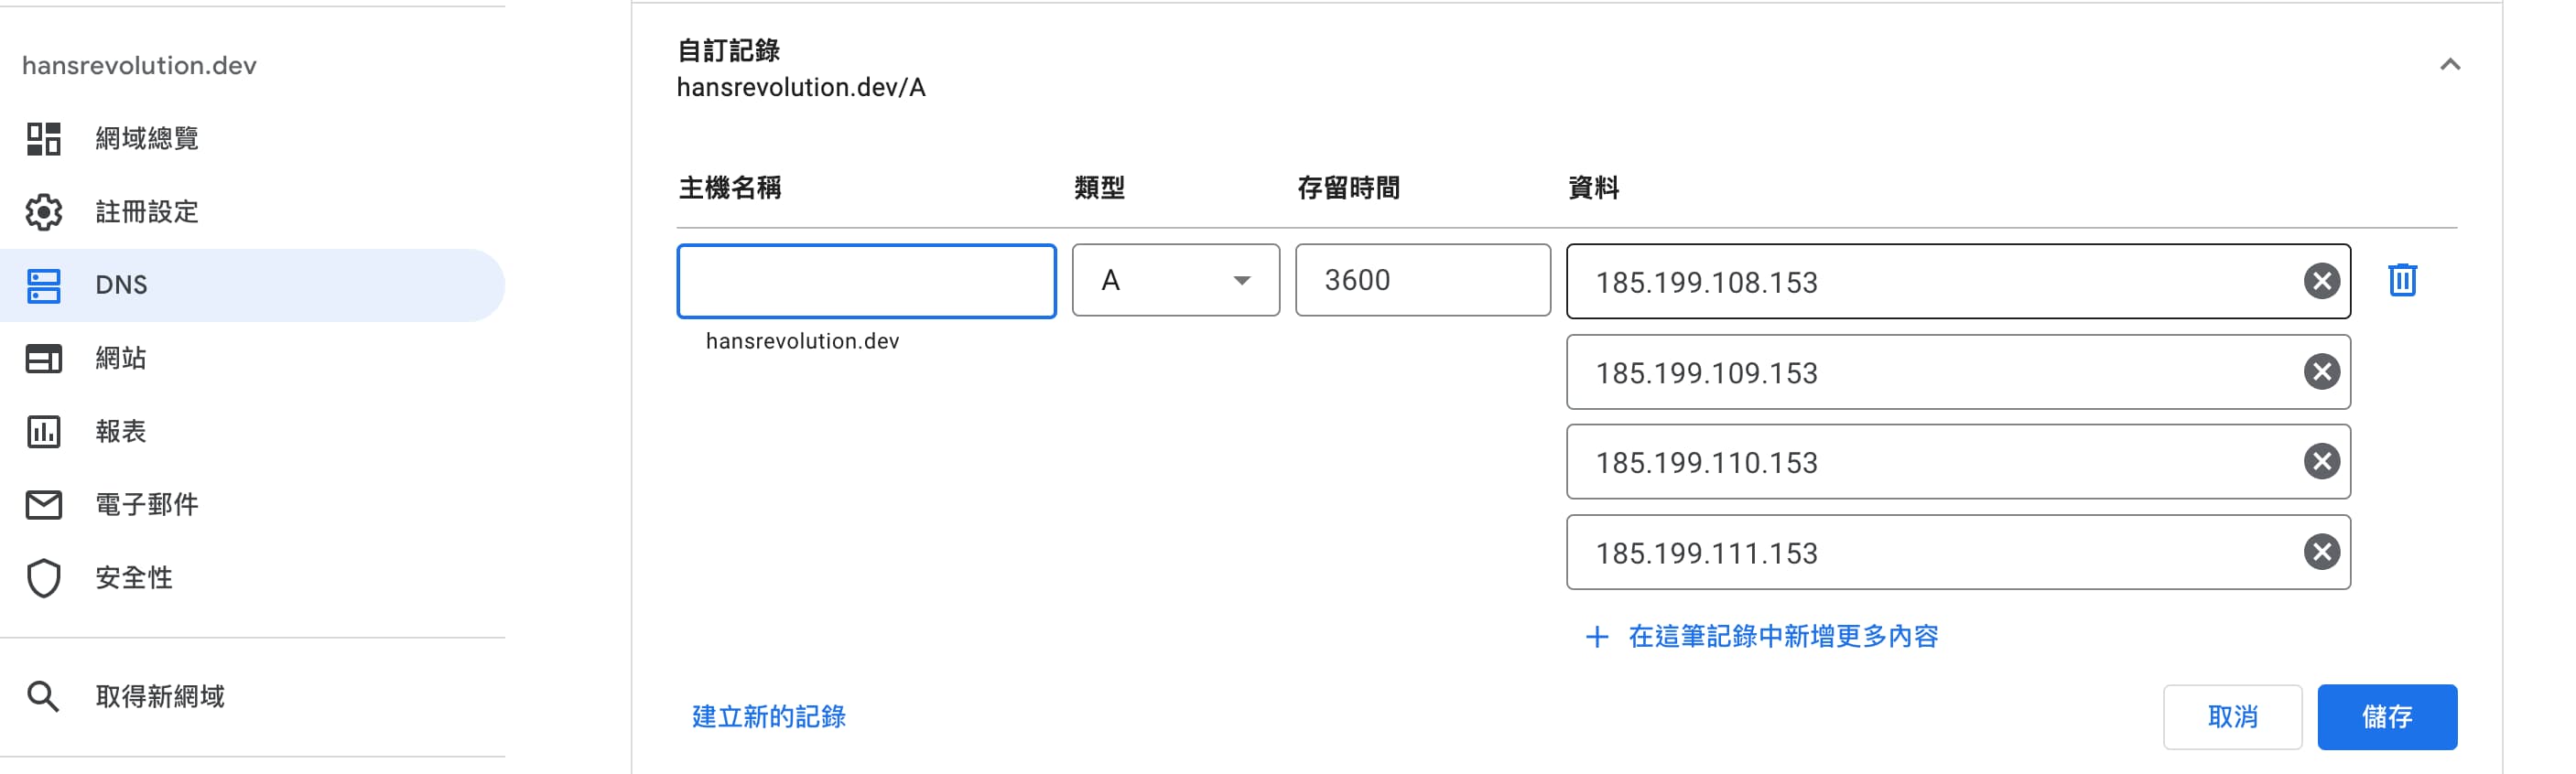 hansrevolution.dev
網域總覽
註冊設定
DNS
網站
報表
電子郵件
安全性
取得新網域
自訂記錄
hansrevolution.dev/A
主機名稱 類型 存留時間 資料
A 3600 185.199.108.153
hansrevolution.dev
185.199.109.153
185.199.110.153
185.199.111.153
+ 在這筆記錄中新增更多內容
建立新的記錄 取消 儲存